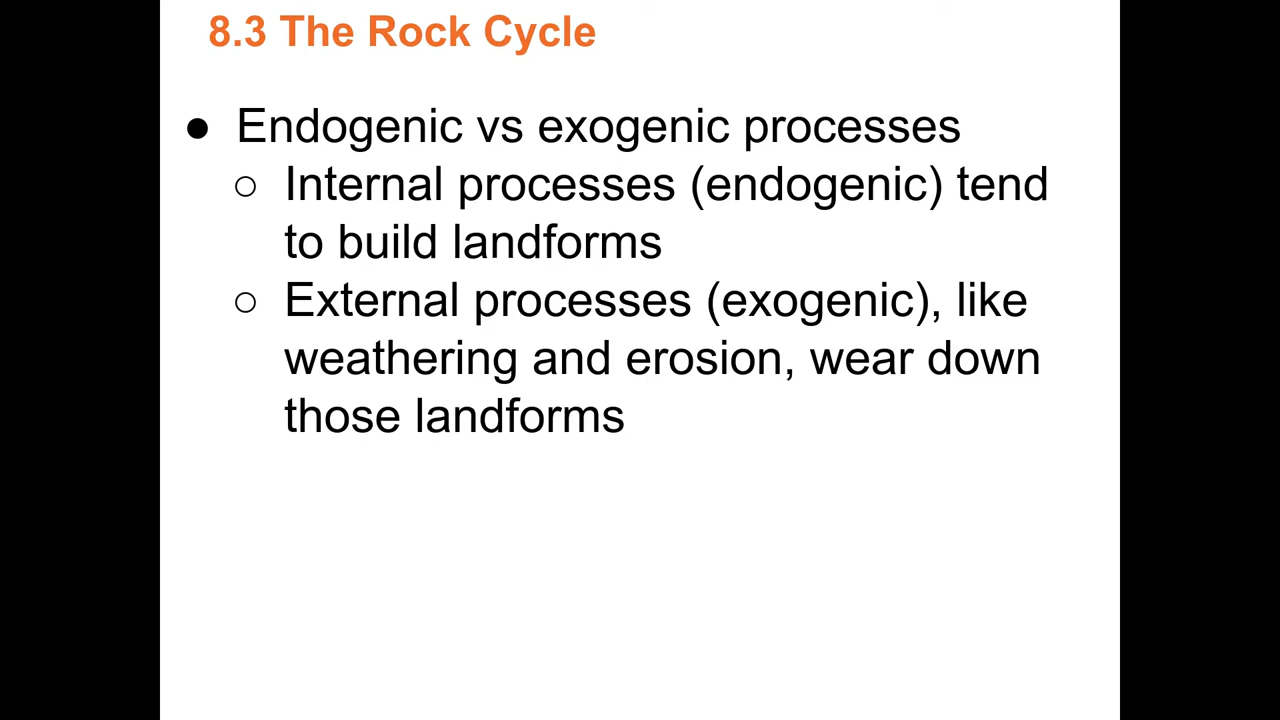 8.3 The Rock Cycle
● Endogenic vs exogenic processes
○ Internal processes (endogenic) tend
to build landforms
○ External processes (exogenic), like
weathering and erosion, wear down
those landforms